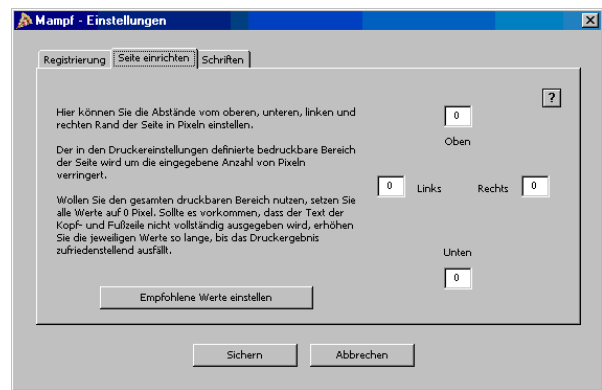 Mampf - Einstellungen
Registrierung Seite einrichten Schriften
?
Hier können Sie die Abstände vom oberen, unteren, linken und
rechten Rand der Seite in Pixeln einstellen.
Der in den Druckereinstellungen definierte bedruckbare Bereich
der Seite wird um die eingegebene Anzahl von Pixeln
verringert.
Wollen Sie den gesamten druckbaren Bereich nutzen, setzen Sie
alle Werte auf 0 Pixel. Sollte es vorkommen, dass der Text der
Kopf- und Fußzeile nicht vollständig ausgegeben wird, erhöhen
Sie die jeweiligen Werte so lange, bis das Druckergebnis
zufriedenstellend ausfällt.
0
Oben
0 Links Rechts 0
Unten
0
Empfohlene Werte einstellen
Sichern Abbrechen